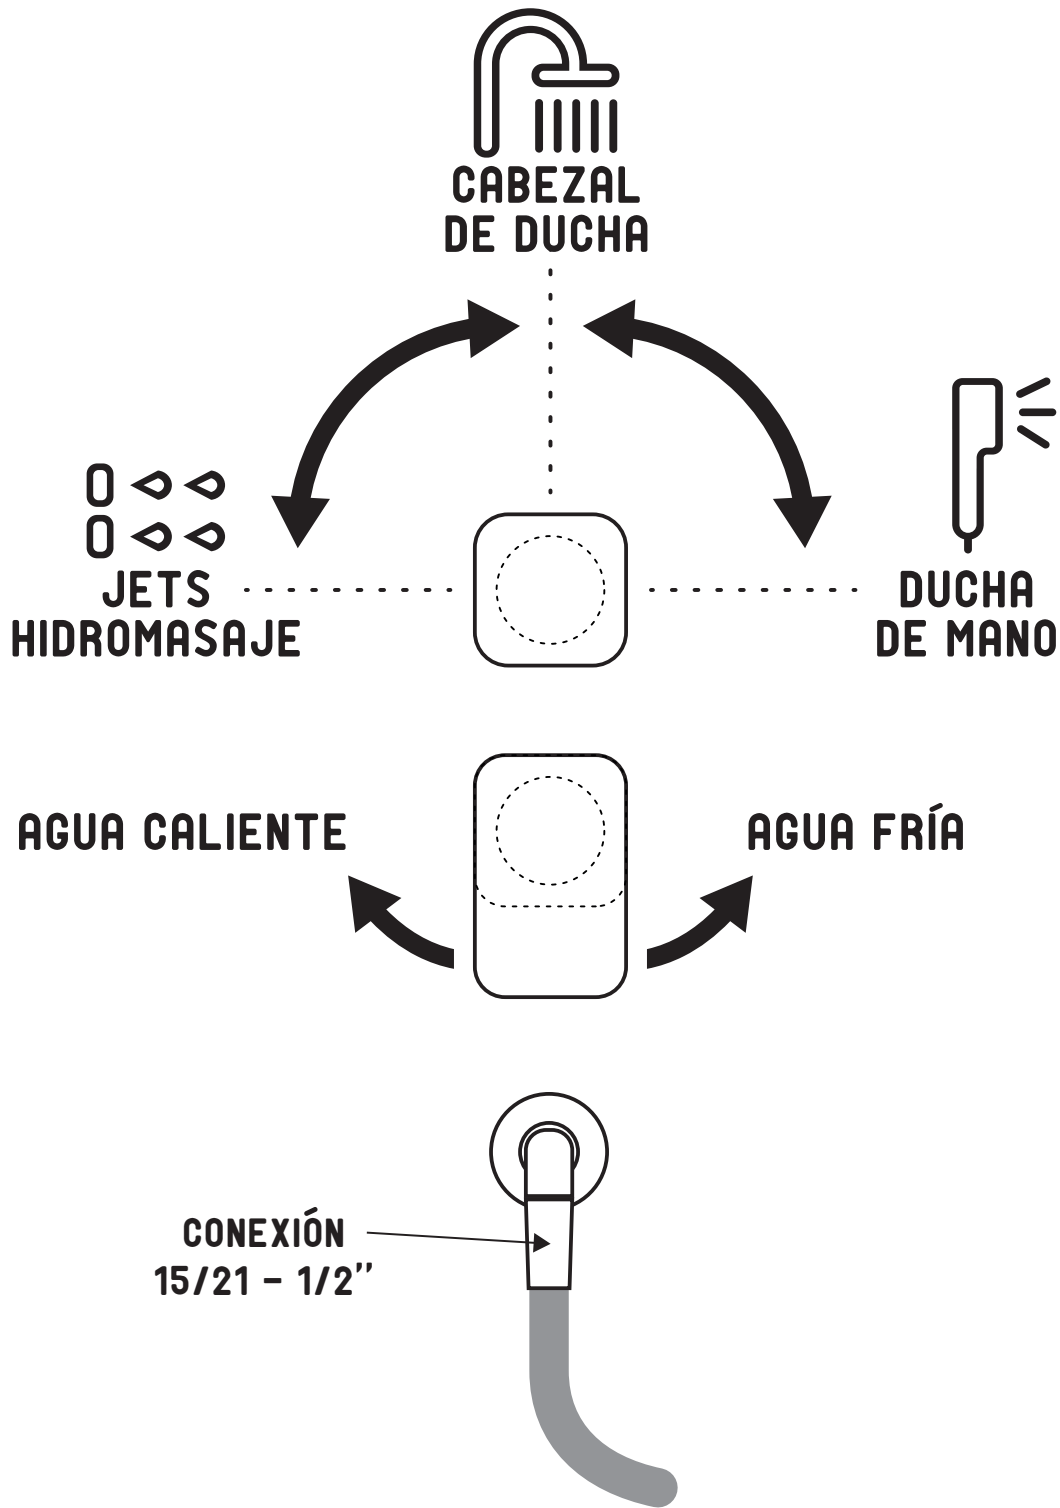 CABEZAL
DE DUCHA
JETS
HIDROMASAJE
DUCHA
DE MANO
AGUA CALIENTE
AGUA FRÍA
CONEXIÓN
15/21 – 1/2’’